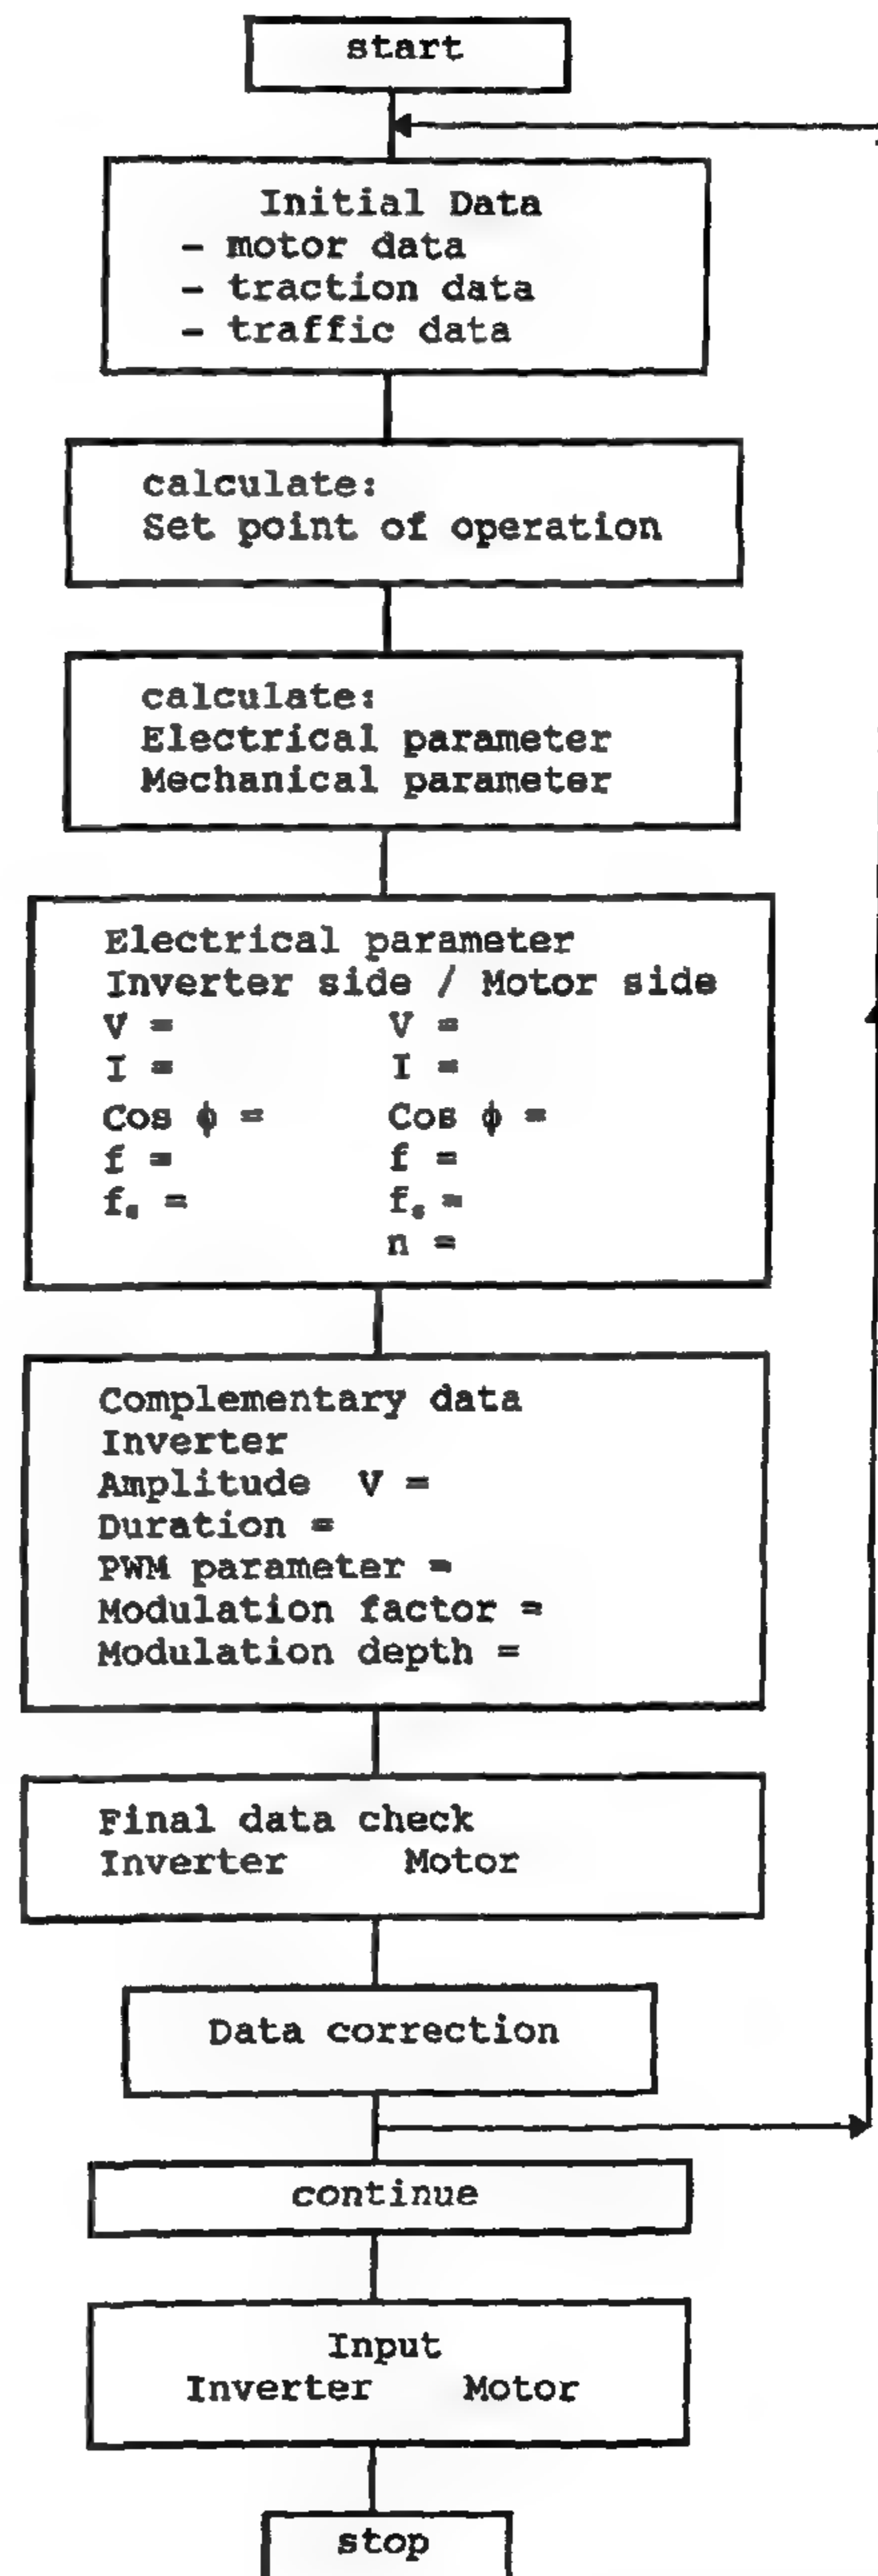 start
Initial Data
- motor data
- traction data
- traffic data
calculate:
Set point of operation
calculate:
Electrical parameter
Mechanical parameter
Electrical parameter
Inverter side / Motor side
V = V =
I = I =
Cos ϕ = Cos ϕ =
f = f =
fₛ = fₛ =
n =
Complementary data
Inverter
Amplitude V =
Duration =
PWM parameter =
Modulation factor =
Modulation depth =
Final data check
Inverter Motor
Data correction
continue
Input
Inverter Motor
stop